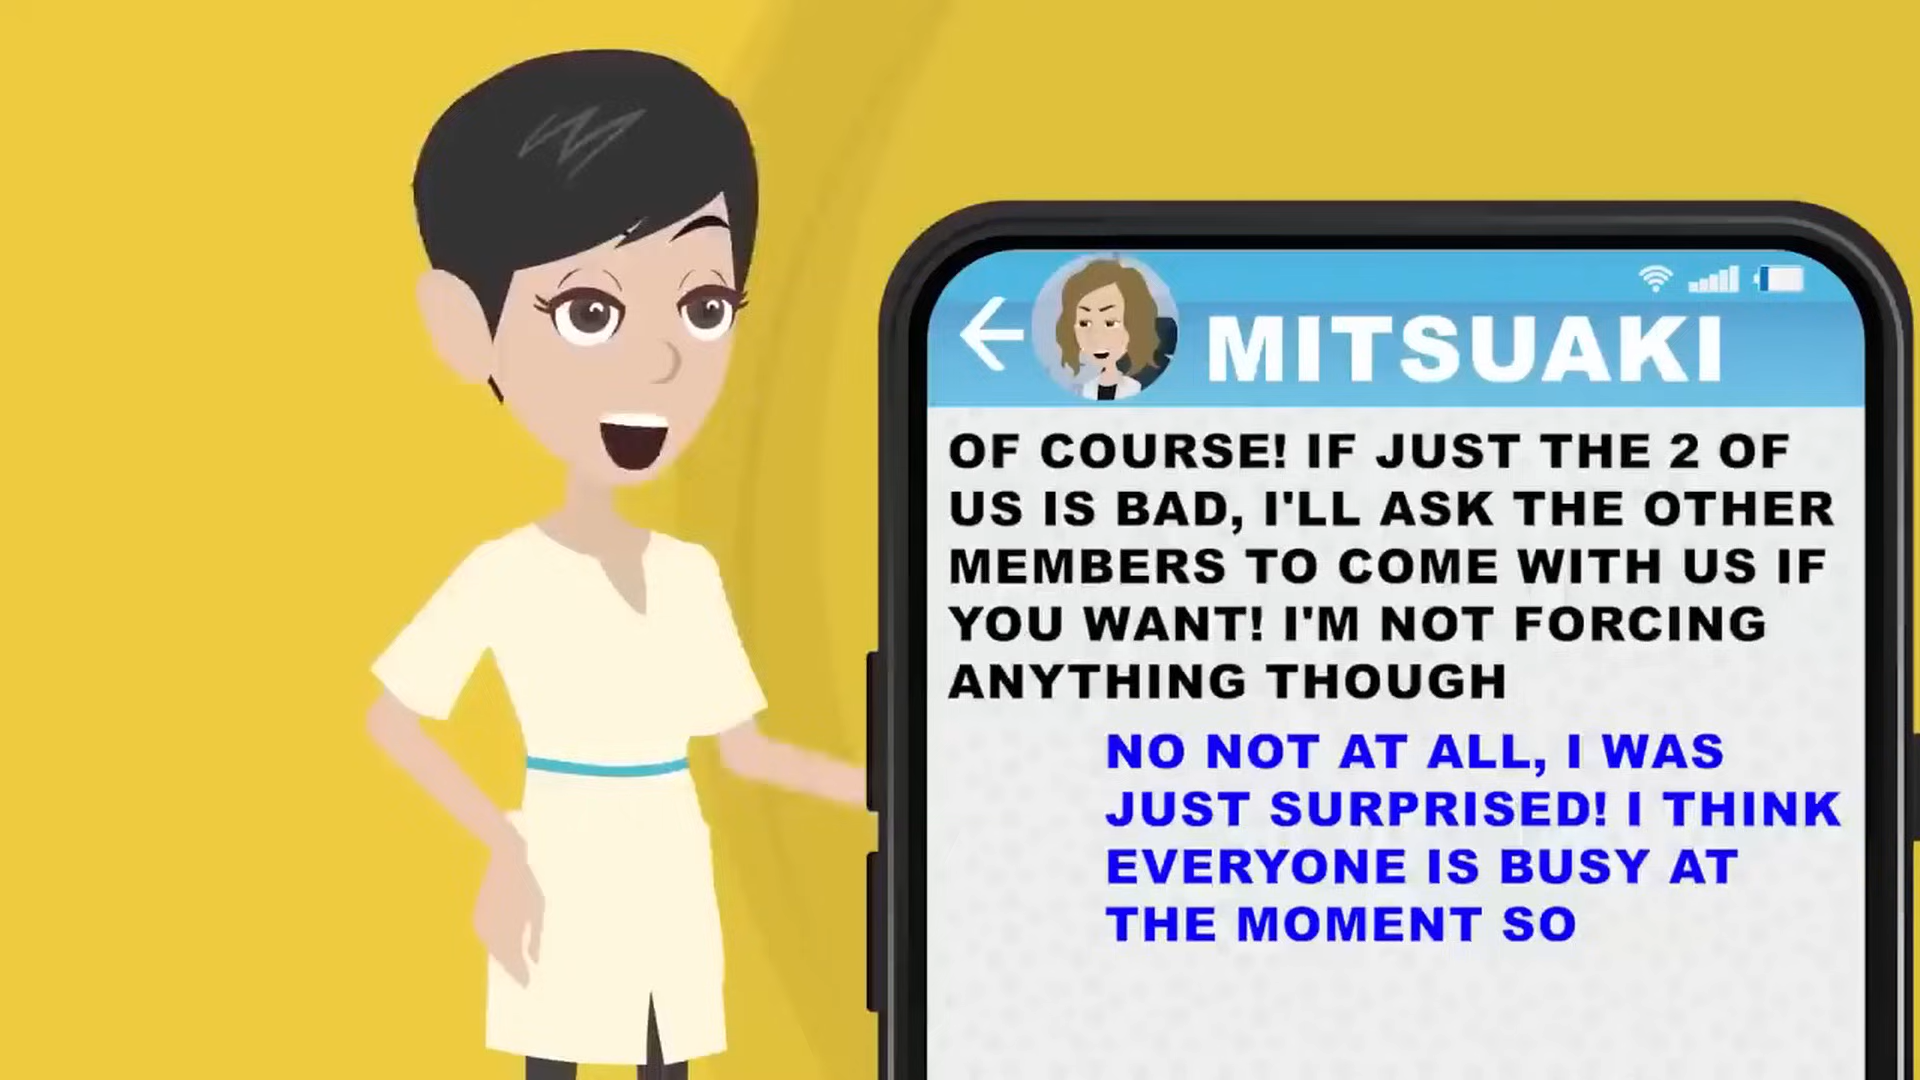 MITSUAKI
OF COURSE! IF JUST THE 2 OF
US IS BAD, I'LL ASK THE OTHER
MEMBERS TO COME WITH US IF
YOU WANT! I'M NOT FORCING
ANYTHING THOUGH
NO NOT AT ALL, I WAS
JUST SURPRISED! I THINK
EVERYONE IS BUSY AT
THE MOMENT SO